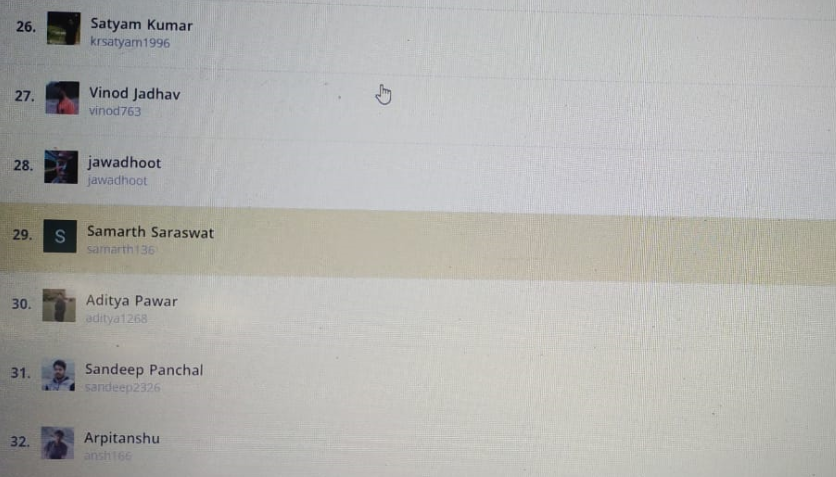 26. Satyam Kumar
krsatyam1996
27. Vinod Jadhav
vinod763
28. jawadhoot
jawadhoot
29. S Samarth Saraswat
samarth136
30. Aditya Pawar
aditya1268
31. Sandeep Panchal
sandeep2326
32. Arpitanshu
ansh166